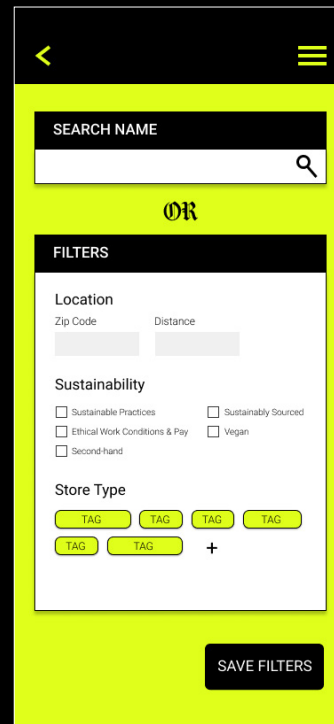 SEARCH NAME
OR
FILTERS
Location
Zip Code Distance
Sustainability
Sustainable Practices Sustainably Sourced
Ethical Work Conditions & Pay Vegan
Second-hand
Store Type
TAG TAG TAG TAG
TAG TAG +
SAVE FILTERS